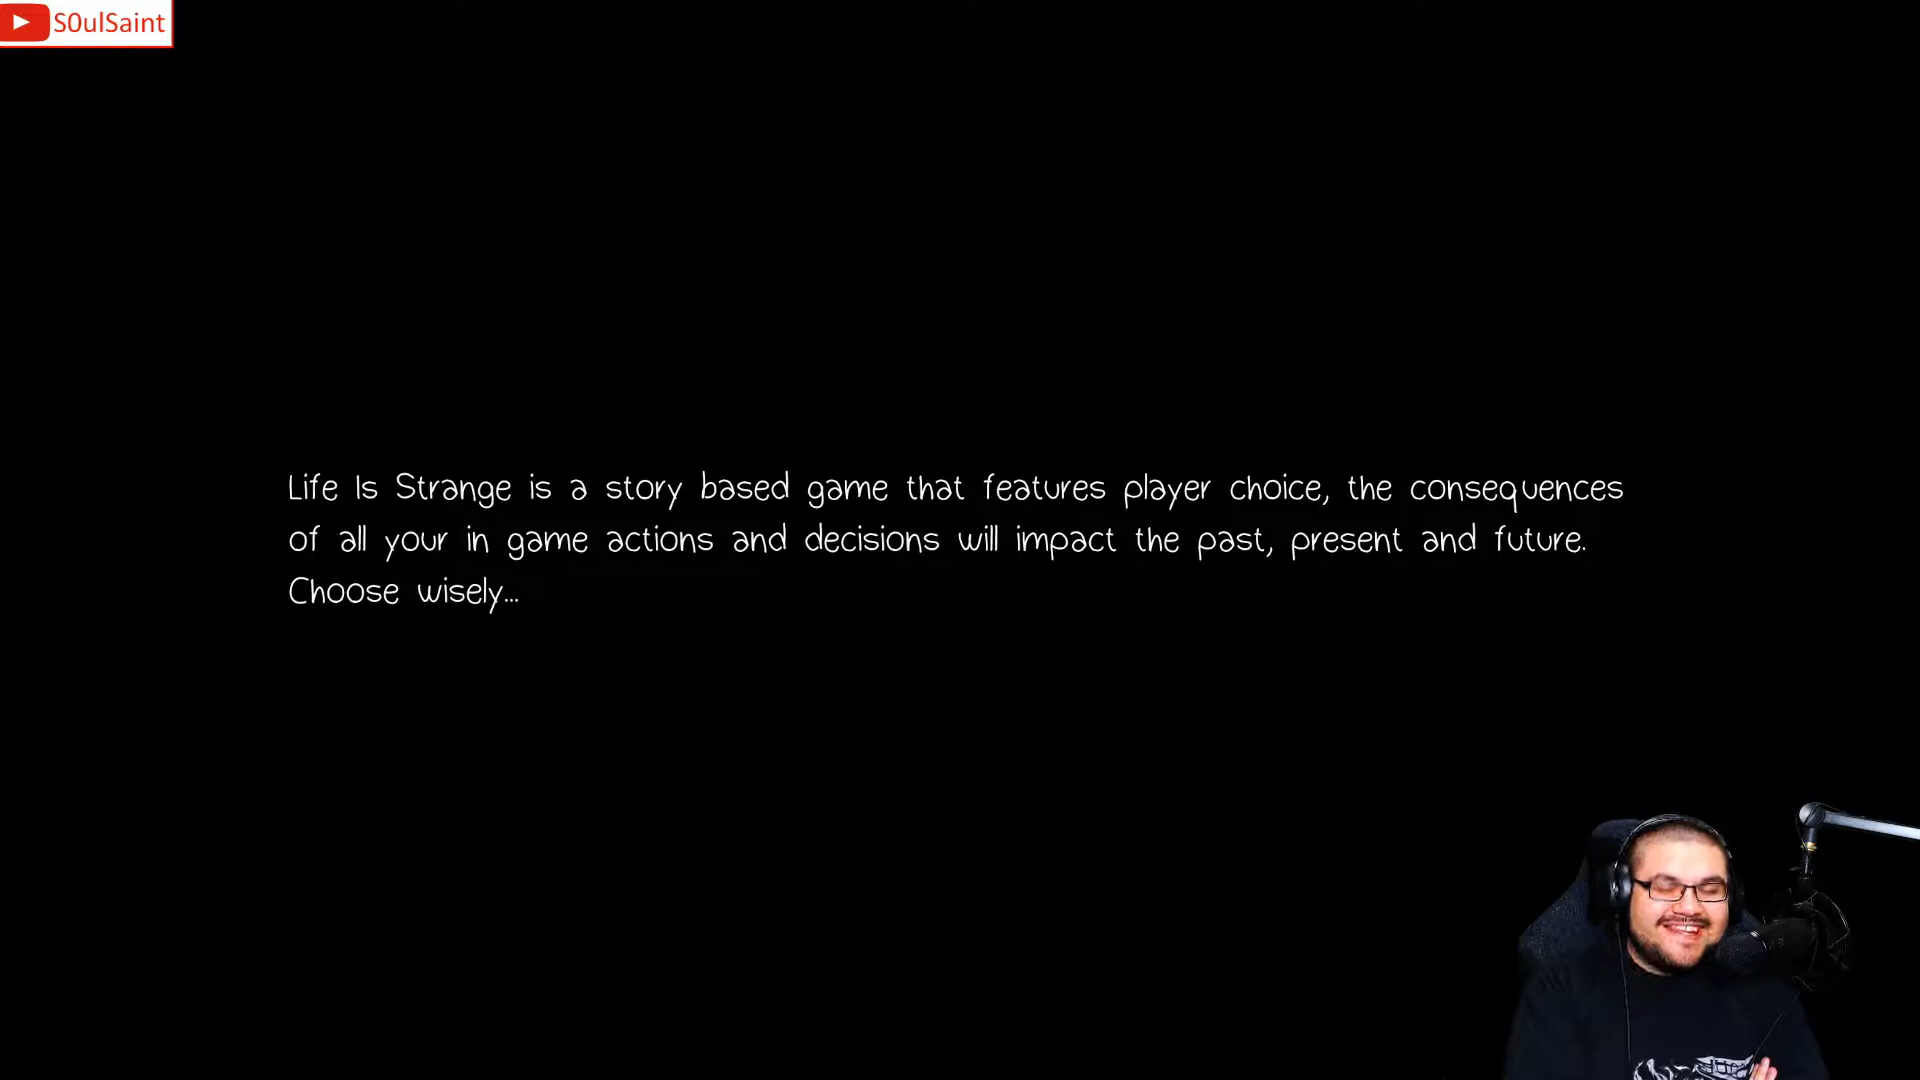 S0ulSaint
Life Is Strange is a story based game that features player choice, the consequences
of all your in game actions and decisions will impact the past, present and future.
Choose wisely...